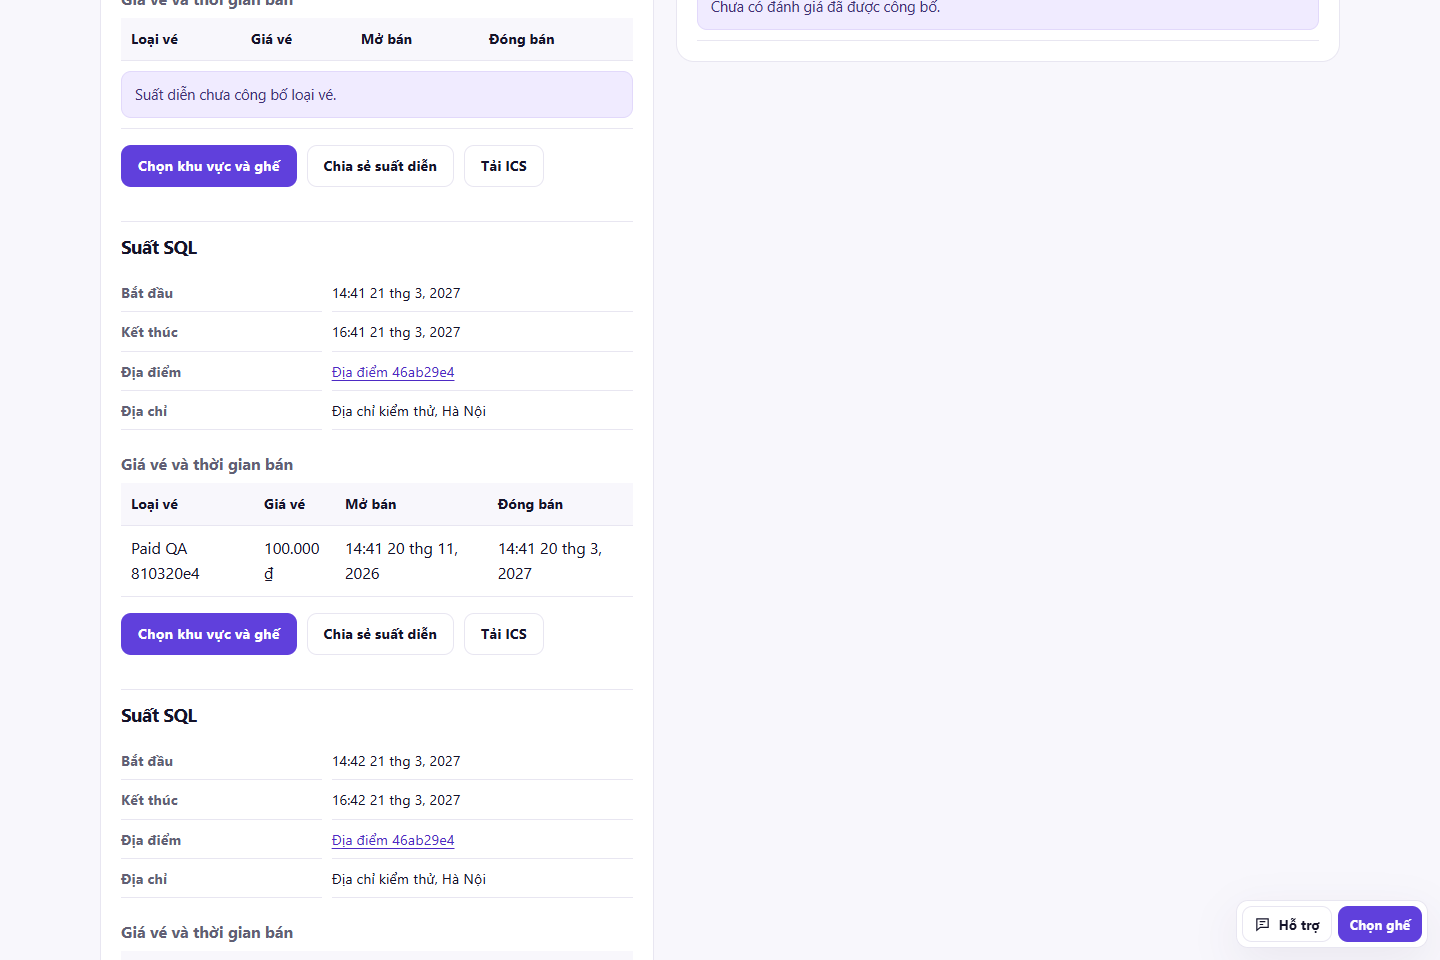 Giá vé và thời gian bán
Loại vé Giá vé Mở bán Đóng bán
Suất diễn chưa công bố loại vé.
Chọn khu vực và ghế Chia sẻ suất diễn Tải ICS
Suất SQL
Bắt đầu 14:41 21 thg 3, 2027
Kết thúc 16:41 21 thg 3, 2027
Địa điểm Địa điểm 46ab29e4
Địa chỉ Địa chỉ kiểm thử, Hà Nội
Giá vé và thời gian bán
Loại vé Giá vé Mở bán Đóng bán
Paid QA 100.000 14:41 20 thg 11, 14:41 20 thg 3,
810320e4 ₫ 2026 2027
Chọn khu vực và ghế Chia sẻ suất diễn Tải ICS
Suất SQL
Bắt đầu 14:42 21 thg 3, 2027
Kết thúc 16:42 21 thg 3, 2027
Địa điểm Địa điểm 46ab29e4
Địa chỉ Địa chỉ kiểm thử, Hà Nội
Giá vé và thời gian bán
Chưa có đánh giá đã được công bố.
Hỗ trợ Chọn ghế